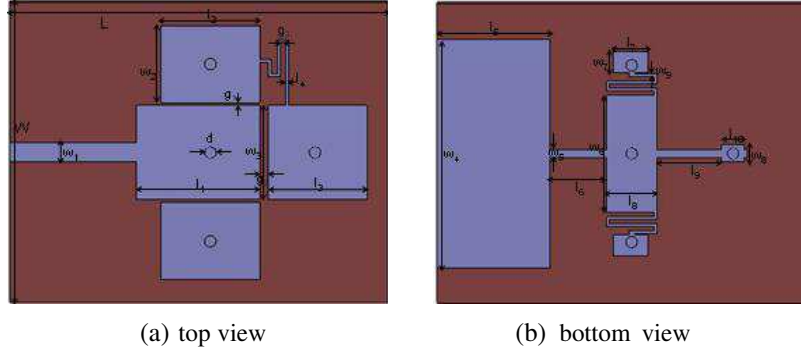 L
W
l₂
g
w₂
l₄
g
w₁
d
w₃
g
l₁
l₃
l₅
l₇
w₇
w₉
w₄
w₅
w₆
l₆
l₈
l₉
l₁₀
w₈
(a) top view
(b) bottom view